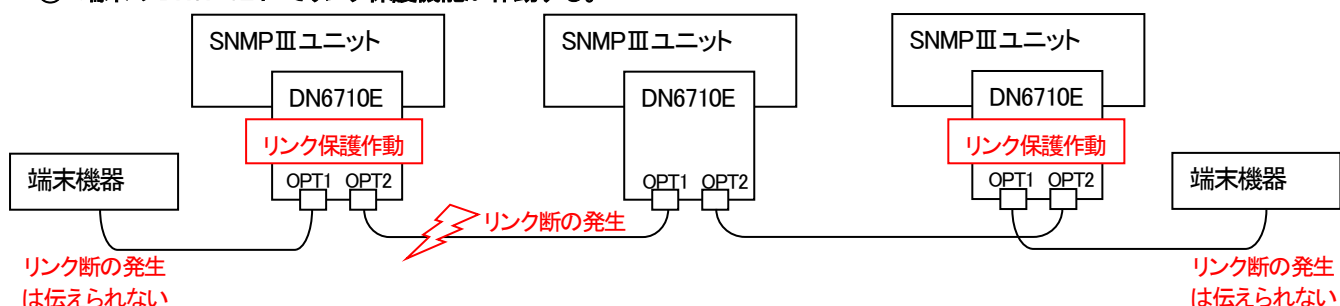 SNMPⅢユニット
SNMPⅢユニット
SNMPⅢユニット
DN6710E
DN6710E
DN6710E
リンク保護作動
リンク保護作動
端末機器
OPT1 OPT2
OPT1 OPT2
OPT1 OPT2
端末機器
リンク断の発生
リンク断の発生
は伝えられない
リンク断の発生
は伝えられない